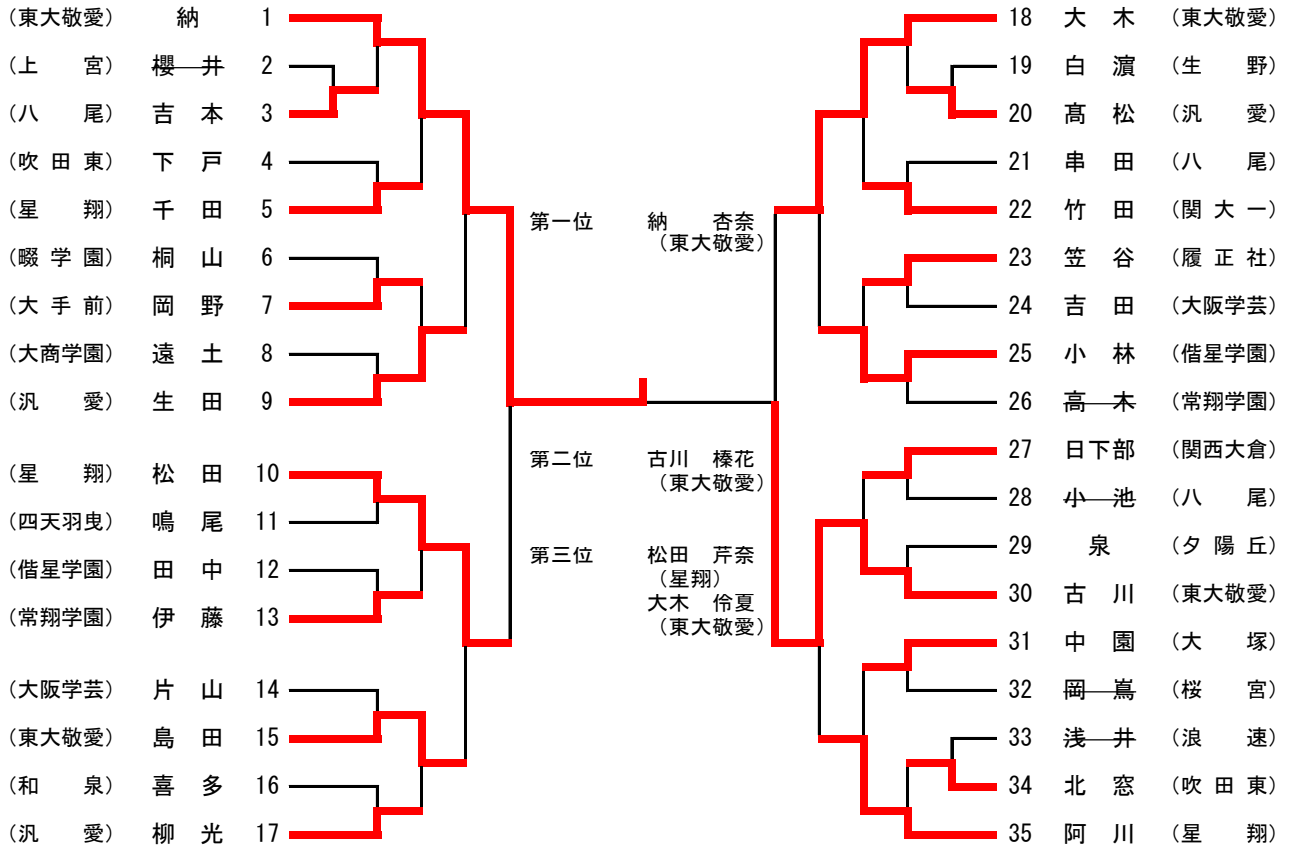 （東大敬愛） 納 1
（上　宮） 櫻井 2
（八　尾） 吉本 3
（吹田東） 下戸 4
（星　翔） 千田 5
（畷学園） 桐山 6
（大手前） 岡野 7
（大商学園） 遠土 8
（汎　愛） 生田 9
（星　翔） 松田 10
（四天羽曳） 鳴尾 11
（偕星学園） 田中 12
（常翔学園） 伊藤 13
（大阪学芸） 片山 14
（東大敬愛） 島田 15
（和　泉） 喜多 16
（汎　愛） 柳光 17
第一位 納　杏奈
（東大敬愛）
第二位 古川　榛花
（東大敬愛）
第三位 松田　芹奈
（星翔）
大木　伶夏
（東大敬愛）
18 大木 （東大敬愛）
19 白濵 （生　野）
20 髙松 （汎　愛）
21 串田 （八　尾）
22 竹田 （関大一）
23 笠谷 （履正社）
24 吉田 （大阪学芸）
25 小林 （偕星学園）
26 高木 （常翔学園）
27 日下部 （関西大倉）
28 小池 （八　尾）
29 泉 （夕陽丘）
30 古川 （東大敬愛）
31 中園 （大　塚）
32 岡嶌 （桜　宮）
33 浅井 （浪　速）
34 北窓 （吹田東）
35 阿川 （星　翔）